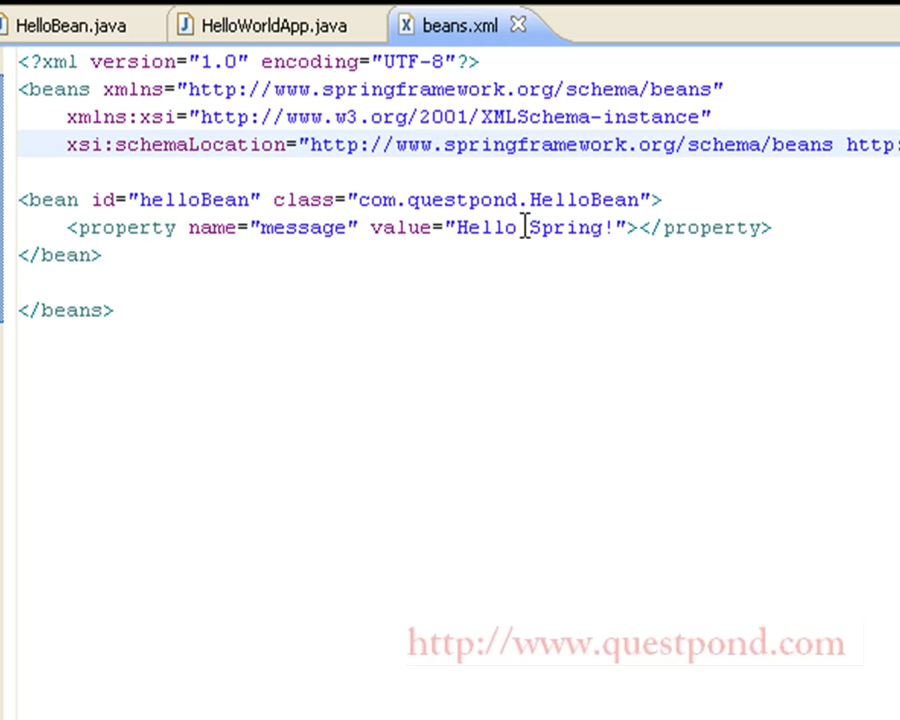 HelloBean.java
HelloWorldApp.java
beans.xml
<?xml version="1.0" encoding="UTF-8"?>
<beans xmlns="http://www.springframework.org/schema/beans"
xmlns:xsi="http://www.w3.org/2001/XMLSchema-instance"
xsi:schemaLocation="http://www.springframework.org/schema/beans http:
<bean id="helloBean" class="com.questpond.HelloBean">
<property name="message" value="Hello Spring!"></property>
</bean>
</beans>
http://www.questpond.com